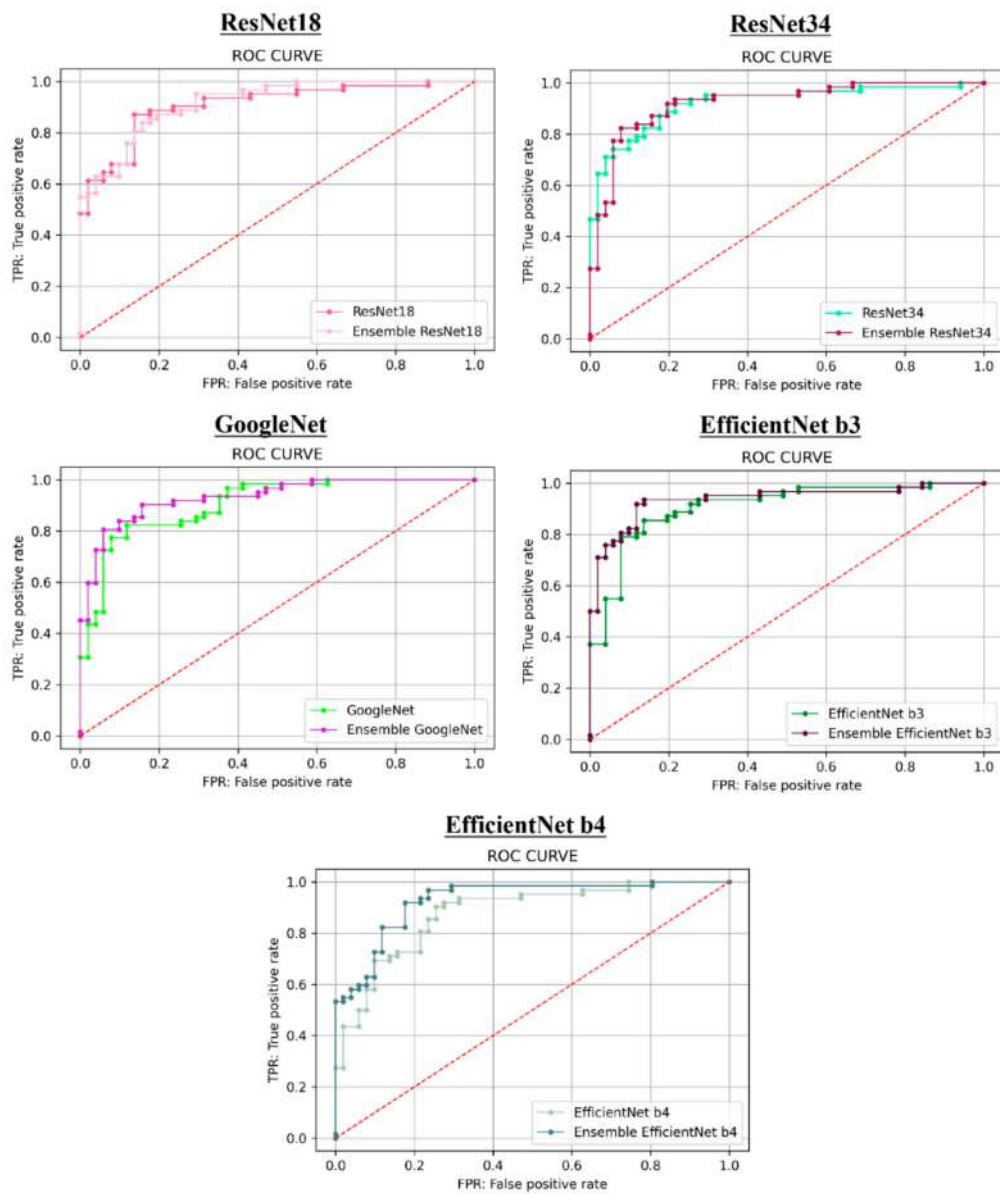 ResNet18
ROC CURVE
TPR: True positive rate
1.0
0.8
0.6
0.4
0.2
0.0
0.0 0.2 0.4 0.6 0.8 1.0
FPR: False positive rate
ResNet18
Ensemble ResNet18
ResNet34
ROC CURVE
TPR: True positive rate
1.0
0.8
0.6
0.4
0.2
0.0
0.0 0.2 0.4 0.6 0.8 1.0
FPR: False positive rate
ResNet34
Ensemble ResNet34
GoogleNet
ROC CURVE
TPR: True positive rate
1.0
0.8
0.6
0.4
0.2
0.0
0.0 0.2 0.4 0.6 0.8 1.0
FPR: False positive rate
GoogleNet
Ensemble GoogleNet
EfficientNet b3
ROC CURVE
TPR: True positive rate
1.0
0.8
0.6
0.4
0.2
0.0
0.0 0.2 0.4 0.6 0.8 1.0
FPR: False positive rate
EfficientNet b3
Ensemble EfficientNet b3
EfficientNet b4
ROC CURVE
TPR: True positive rate
1.0
0.8
0.6
0.4
0.2
0.0
0.0 0.2 0.4 0.6 0.8 1.0
FPR: False positive rate
EfficientNet b4
Ensemble EfficientNet b4